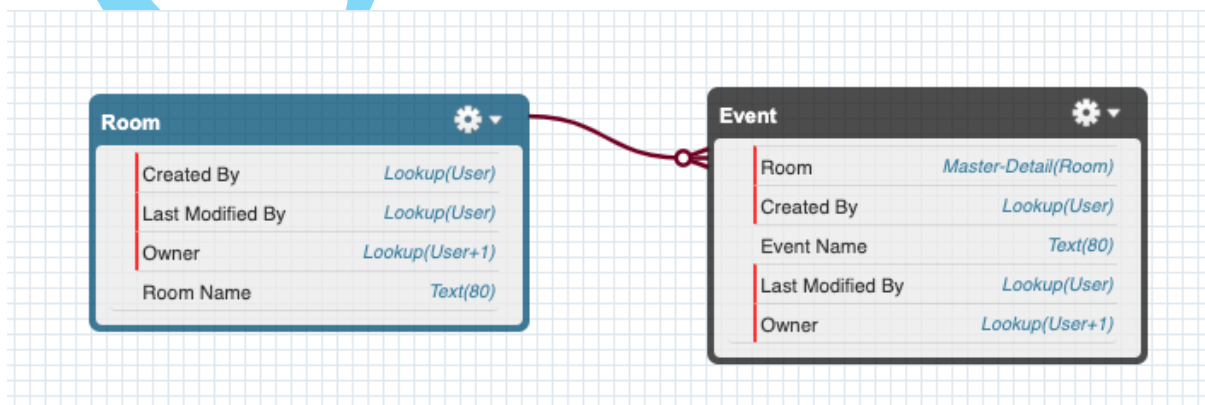 Room
Created By Lookup(User)
Last Modified By Lookup(User)
Owner Lookup(User+1)
Room Name Text(80)
Event
Room Master-Detail(Room)
Created By Lookup(User)
Event Name Text(80)
Last Modified By Lookup(User)
Owner Lookup(User+1)